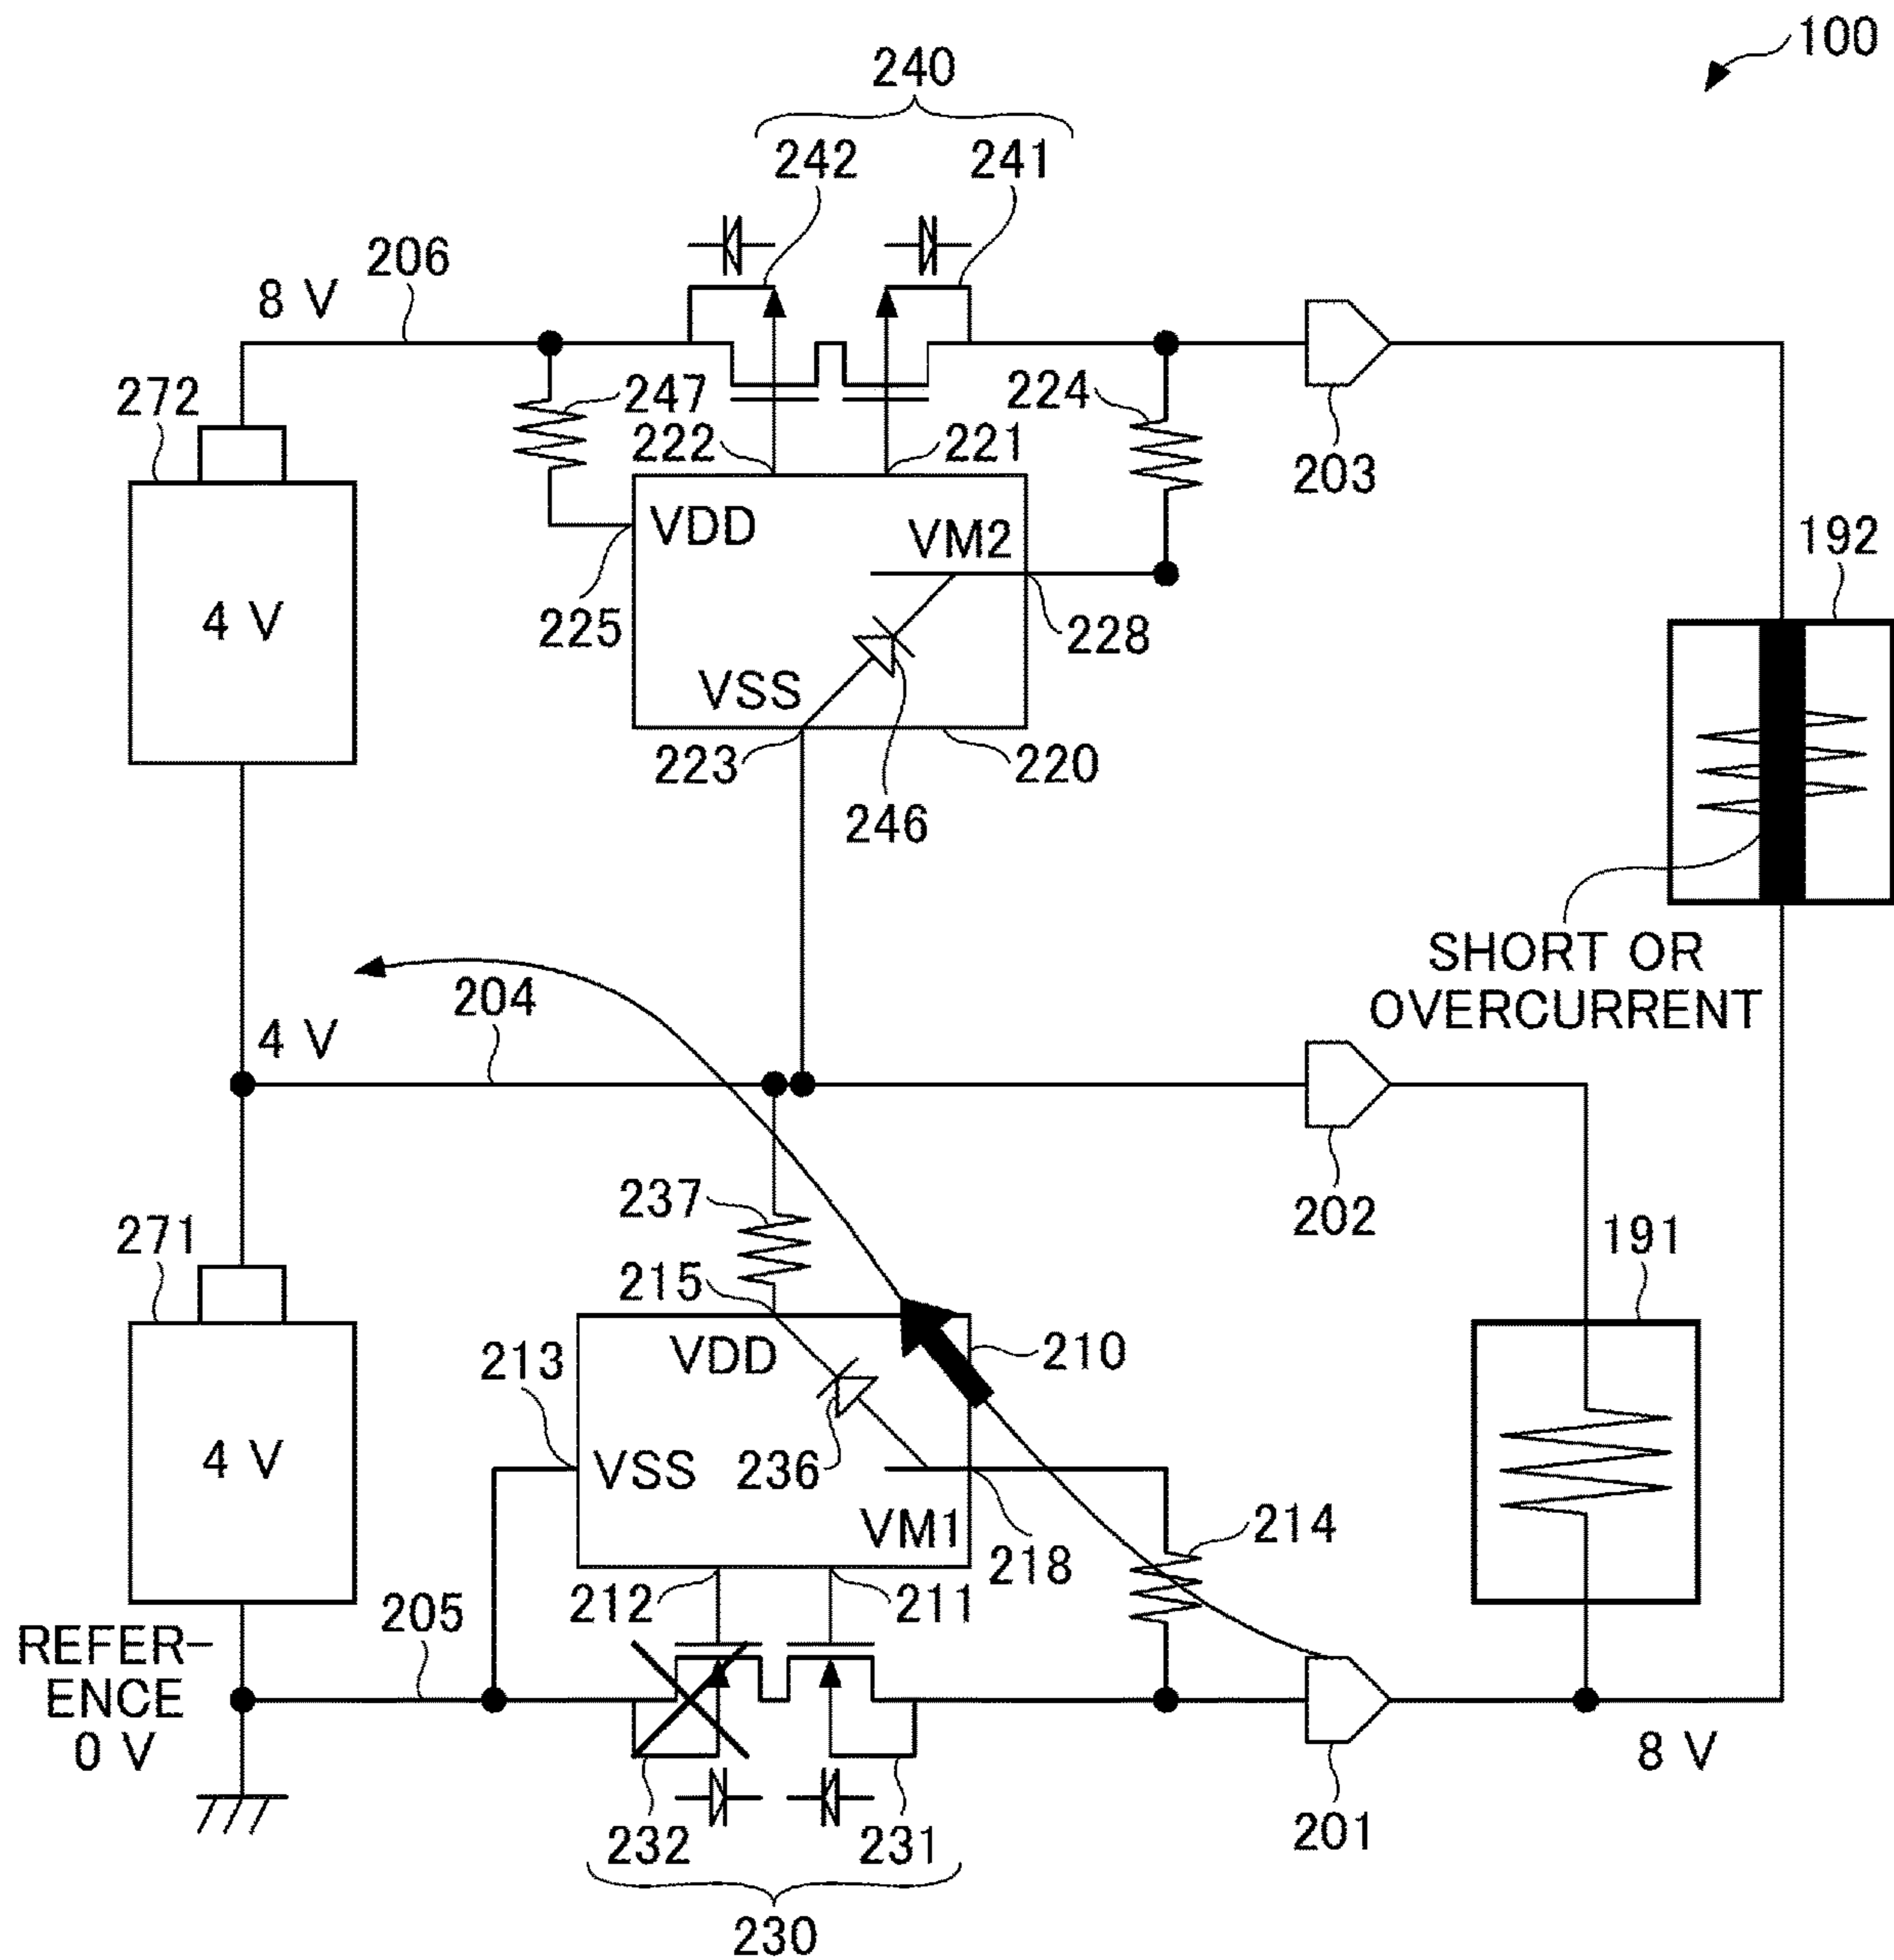 100
240
242 241
206
8 V
272
247
222
221
224
203
VDD
VM2
192
4 V
225
228
VSS
223
220
246
SHORT OR
OVERCURRENT
204
4 V
202
237
271
215
191
213
VDD
210
4 V
VSS
236
VM1
218
214
212
211
205
REFER-
ENCE
0 V
8 V
232
231
201
230